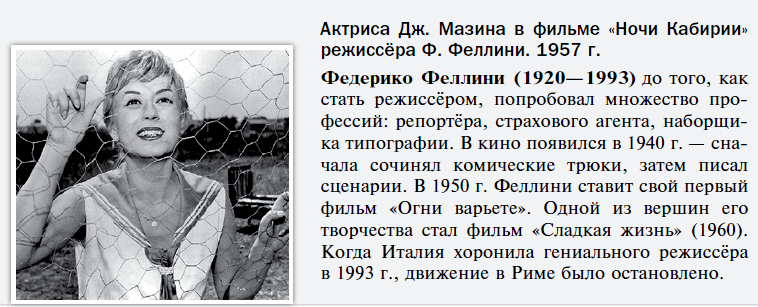 Актриса Дж. Мазина в фильме «Ночи Кабирии»
режиссёра Ф. Феллини. 1957 г.
Федерико Феллини (1920—1993) до того, как
стать режиссёром, попробовал множество про-
фессий: репортёра, страхового агента, наборщи-
ка типографии. В кино появился в 1940 г. — сна-
чала сочинял комические трюки, затем писал
сценарии. В 1950 г. Феллини ставит свой первый
фильм «Огни варьете». Одной из вершин его
творчества стал фильм «Сладкая жизнь» (1960).
Когда Италия хоронила гениального режиссёра
в 1993 г., движение в Риме было остановлено.